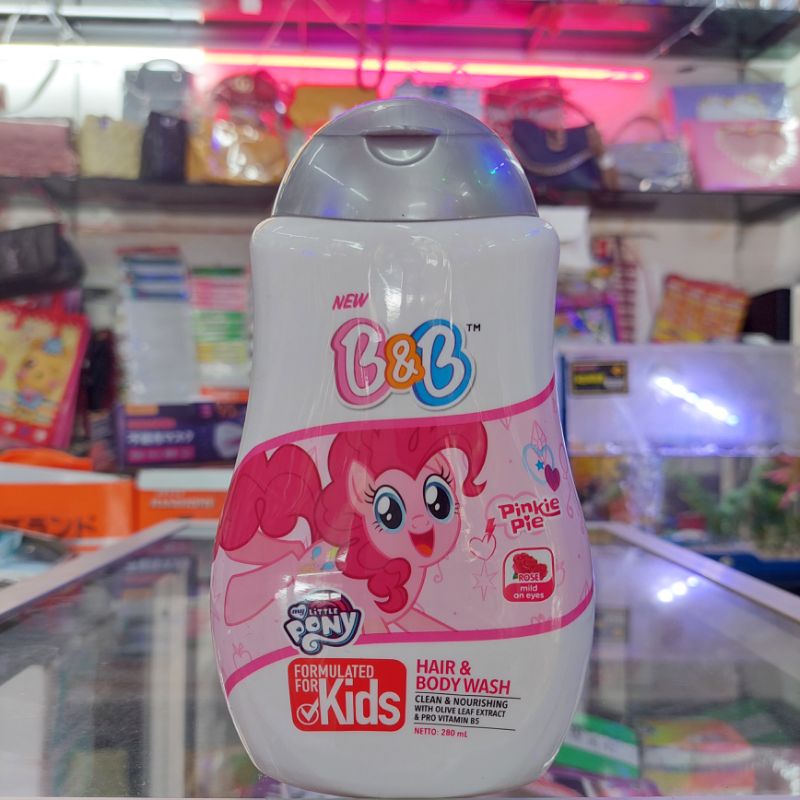 NEW
B&B™
Pinkie
Pie
ROSE
mild
on eyes
my LiTTLE
PONY
FORMULATED
FOR
Kids
HAIR &
BODY WASH
CLEAN & NOURISHING
WITH OLIVE LEAF EXTRACT
& PRO VITAMIN B5
NETTO: 280 mL